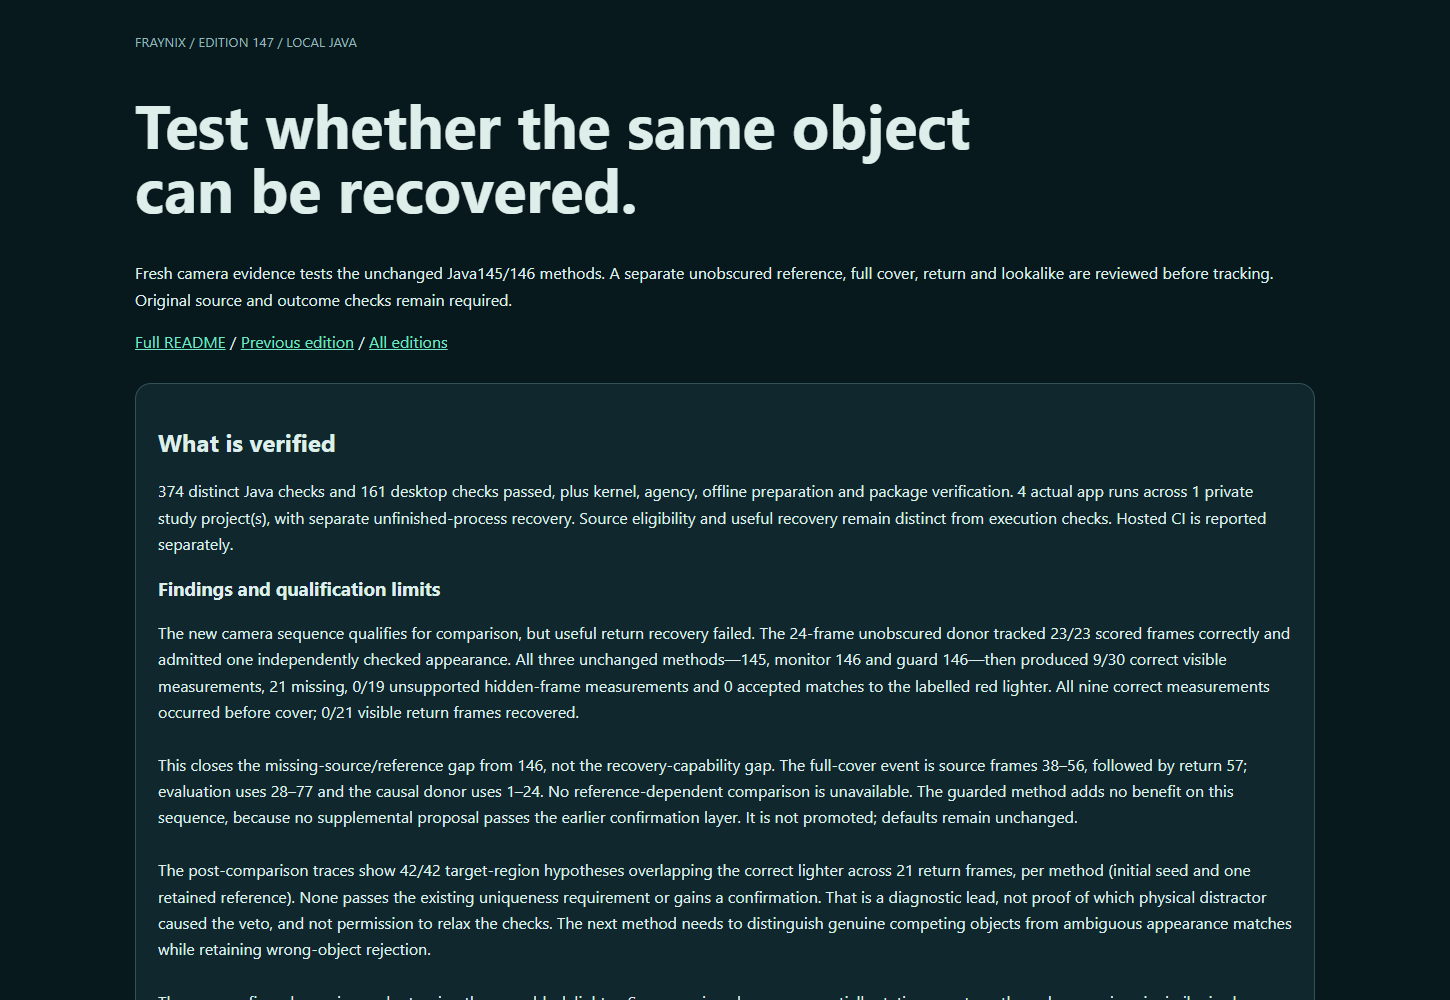 FRAYNIX / EDITION 147 / LOCAL JAVA
Test whether the same object
can be recovered.
Fresh camera evidence tests the unchanged Java145/146 methods. A separate unobscured reference, full cover, return and lookalike are reviewed before tracking.
Original source and outcome checks remain required.
Full README / Previous edition / All editions
What is verified
374 distinct Java checks and 161 desktop checks passed, plus kernel, agency, offline preparation and package verification. 4 actual app runs across 1 private
study project(s), with separate unfinished-process recovery. Source eligibility and useful recovery remain distinct from execution checks. Hosted CI is reported
separately.
Findings and qualification limits
The new camera sequence qualifies for comparison, but useful return recovery failed. The 24-frame unobscured donor tracked 23/23 scored frames correctly and
admitted one independently checked appearance. All three unchanged methods—145, monitor 146 and guard 146—then produced 9/30 correct visible
measurements, 21 missing, 0/19 unsupported hidden-frame measurements and 0 accepted matches to the labelled red lighter. All nine correct measurements
occurred before cover; 0/21 visible return frames recovered.
This closes the missing-source/reference gap from 146, not the recovery-capability gap. The full-cover event is source frames 38–56, followed by return 57;
evaluation uses 28–77 and the causal donor uses 1–24. No reference-dependent comparison is unavailable. The guarded method adds no benefit on this
sequence, because no supplemental proposal passes the earlier confirmation layer. It is not promoted; defaults remain unchanged.
The post-comparison traces show 42/42 target-region hypotheses overlapping the correct lighter across 21 return frames, per method (initial seed and one
retained reference). None passes the existing uniqueness requirement or gains a confirmation. That is a diagnostic lead, not proof of which physical distractor
caused the veto, and not permission to relax the checks. The next method needs to distinguish genuine competing objects from ambiguous appearance matches
while retaining wrong-object rejection.